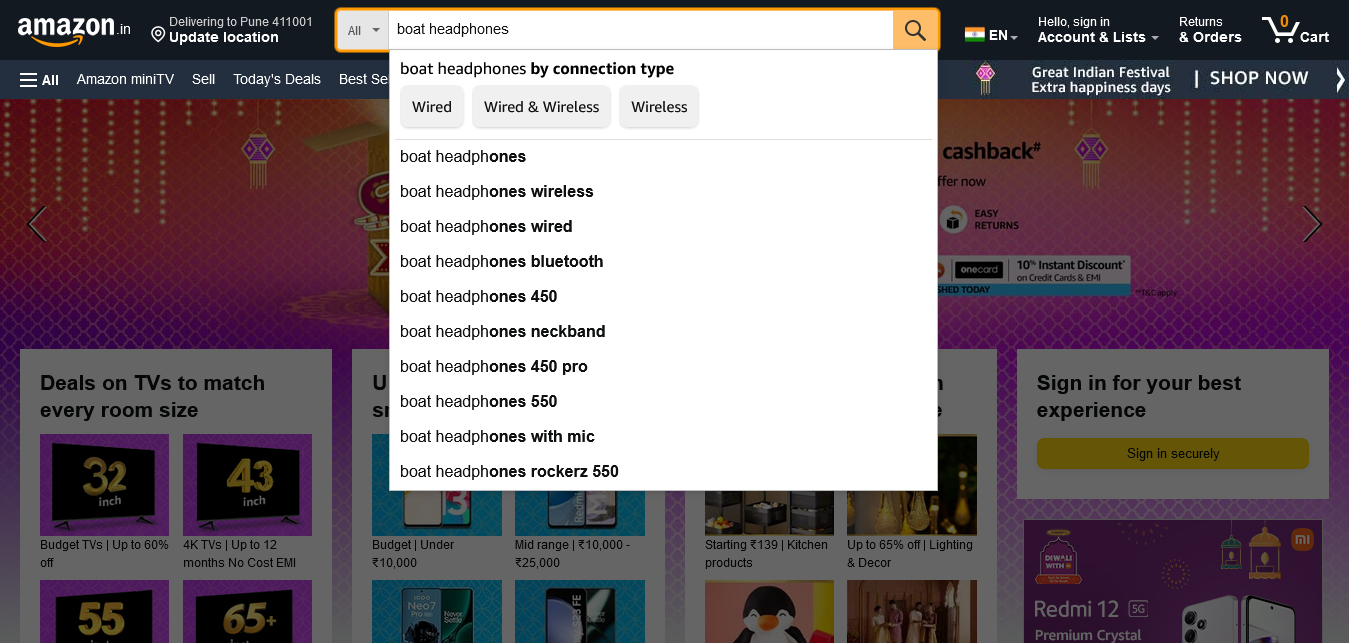 amazon.in
Delivering to Pune 411001
Update location
All
boat headphones
EN
Hello, sign in
Account & Lists
Returns
& Orders
0
Cart
All
Amazon miniTV
Sell
Today's Deals
Best Se
Great Indian Festival
Extra happiness days
| SHOP NOW
boat headphones by connection type
Wired
Wired & Wireless
Wireless
boat headphones
boat headphones wireless
boat headphones wired
boat headphones bluetooth
boat headphones 450
boat headphones neckband
boat headphones 450 pro
boat headphones 550
boat headphones with mic
boat headphones rockerz 550
cashback#
ffer now
EASY
RETURNS
onecard
10% Instant Discount*
on Credit Cards & EMI
SHED TODAY
**T&C apply
Deals on TVs to match
every room size
32
inch
43
inch
Budget TVs | Up to 60%
off
4K TVs | Up to 12
months No Cost EMI
55
65+
Budget | Under
₹10,000
Redmi
Mid range | ₹10,000 -
₹25,000
iQOO
Neo7
Pro
Never
Settle
S23 FE
Never
Settle
Starting ₹139 | Kitchen
products
Up to 65% off | Lighting
& Decor
Sign in for your best
experience
Sign in securely
DIWALI
WITH
mi
Redmi 12 5G
Premium Crystal